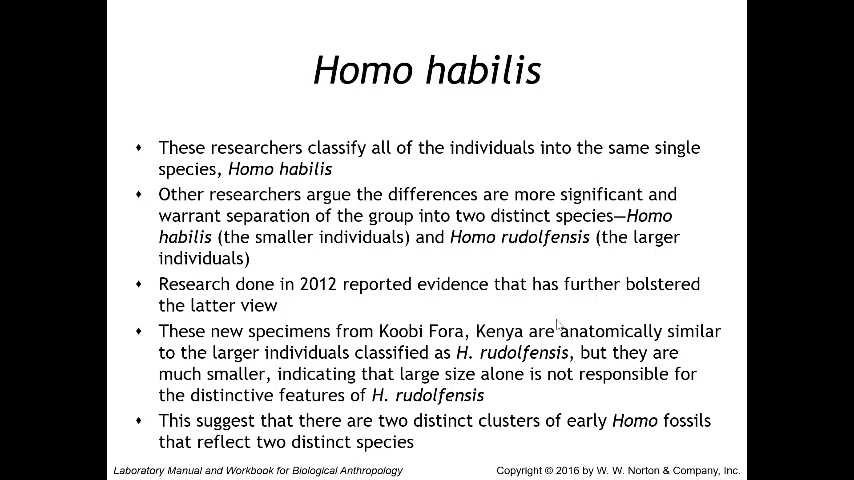 Homo habilis
These researchers classify all of the individuals into the same single
species, Homo habilis
Other researchers argue the differences are more significant and
warrant separation of the group into two distinct species—Homo
habilis (the smaller individuals) and Homo rudolfensis (the larger
individuals)
Research done in 2012 reported evidence that has further bolstered
the latter view
These new specimens from Koobi Fora, Kenya are anatomically similar
to the larger individuals classified as H. rudolfensis, but they are
much smaller, indicating that large size alone is not responsible for
the distinctive features of H. rudolfensis
This suggest that there are two distinct clusters of early Homo fossils
that reflect two distinct species
Laboratory Manual and Workbook for Biological Anthropology
Copyright © 2016 by W. W. Norton & Company, Inc.